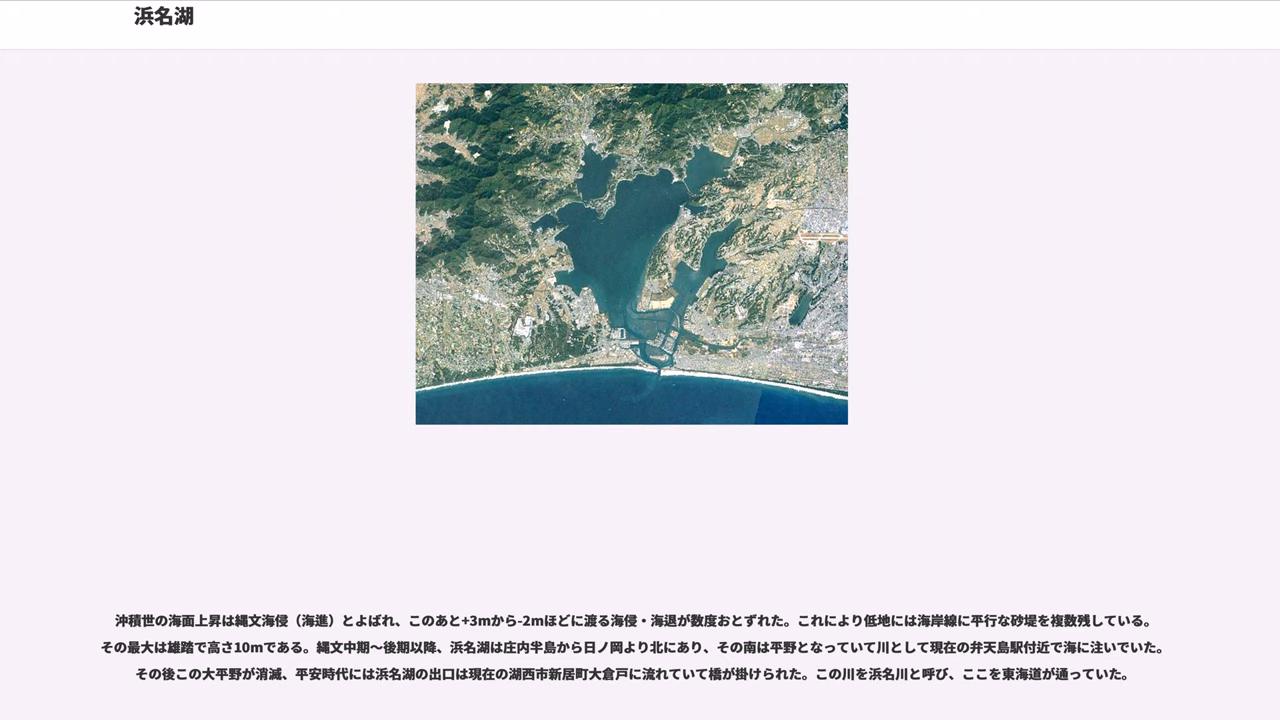 浜名湖
沖積世の海面上昇は縄文海侵（海進）とよばれ、このあと+3mから-2mほどに渡る海侵・海退が数度おとずれた。これにより低地には海岸線に平行な砂堤を複数残している。
その最大は雄踏で高さ10mである。縄文中期〜後期以降、浜名湖は庄内半島から日ノ岡より北にあり、その南は平野となっていて川として現在の弁天島駅付近で海に注いでいた。
その後この大平野が消滅、平安時代には浜名湖の出口は現在の湖西市新居町大倉戸に流れていて橋が掛けられた。この川を浜名川と呼び、ここを東海道が通っていた。